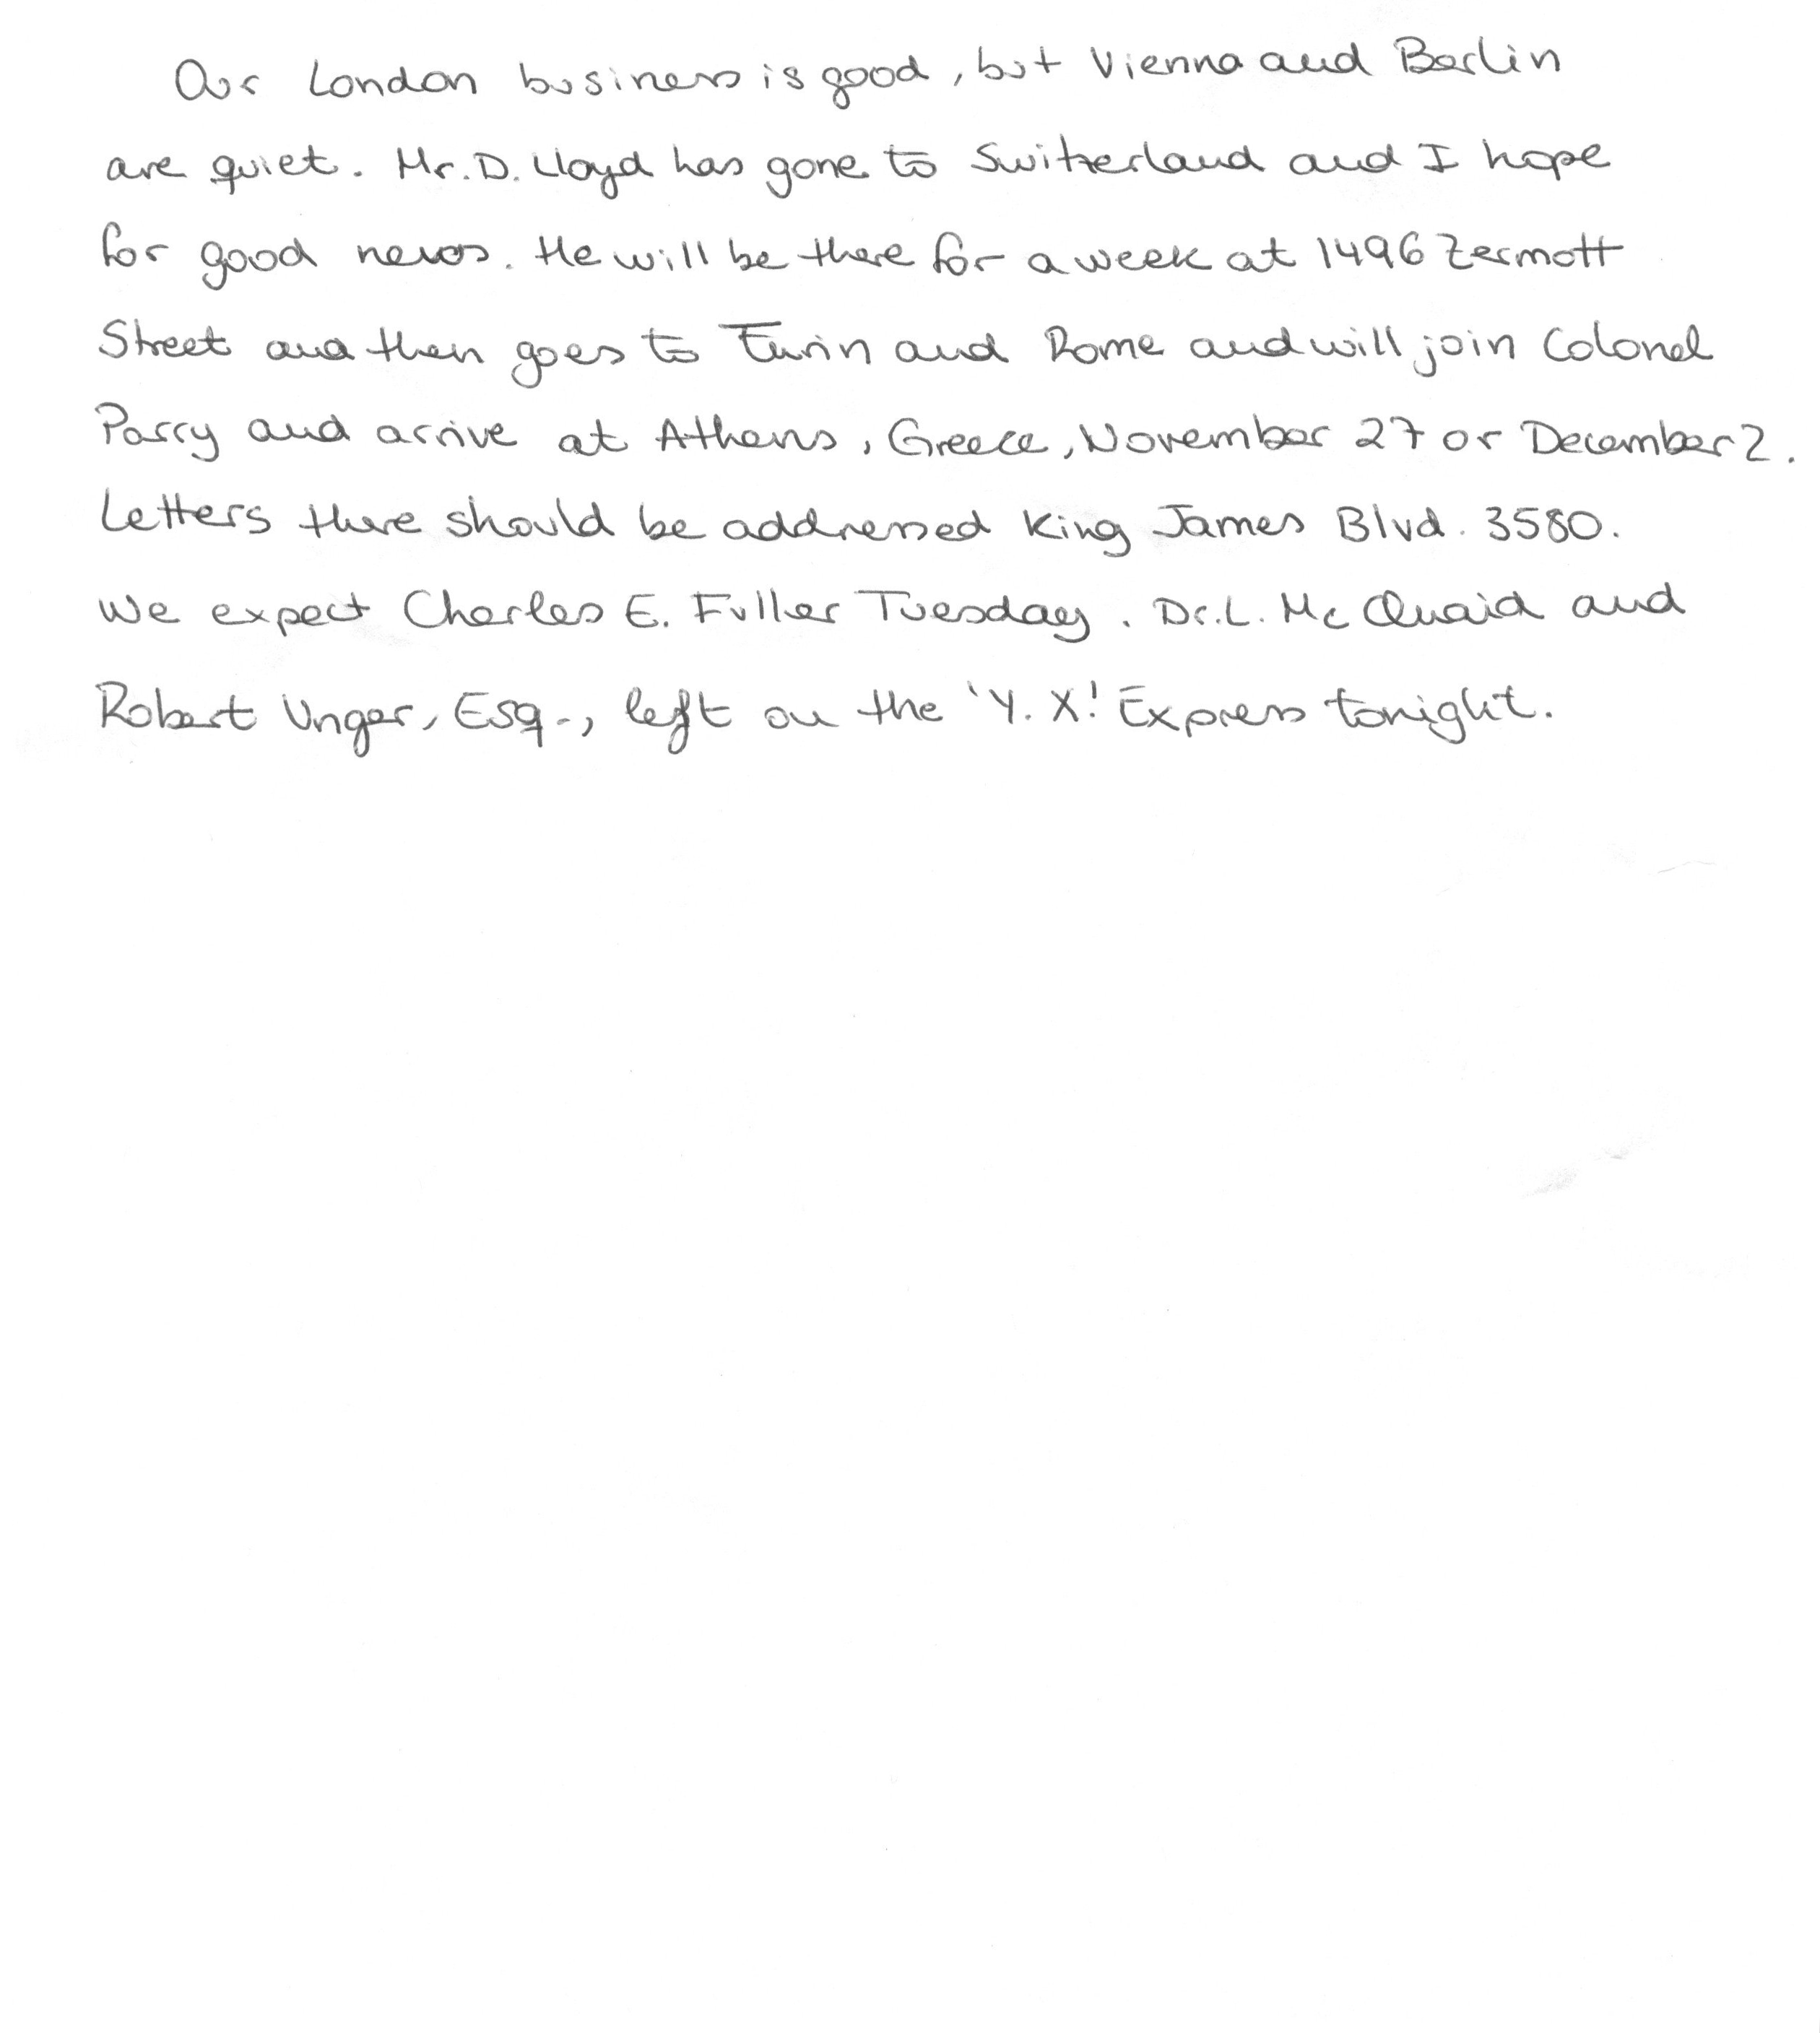 Our London business is good, but Vienna and Berlin
are quiet. Mr. D. Lloyd has gone to Switzerland and I hope
for good news. He will be there for a week at 1496 Zermott
Street and then goes to Turin and Rome and will join Colonel
Parry and arrive at Athens, Greece, November 27 or December 2.
Letters there should be addressed King James Blvd. 3580.
We expect Charles E. Fuller Tuesday. Dr. L. McQuaid and
Robert Unger, Esq., left on the 'Y. X.' Express tonight.